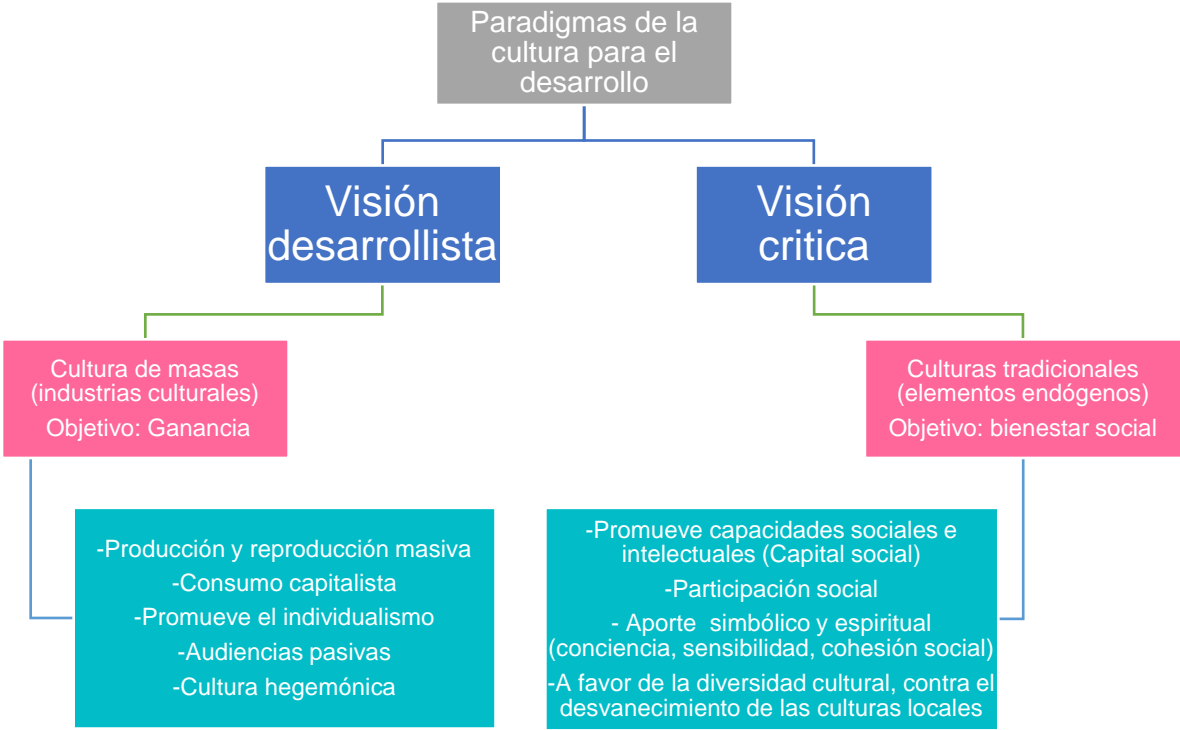 Paradigmas de la
cultura para el
desarrollo
Visión
desarrollista
Visión
critica
Cultura de masas
(industrias culturales)
Objetivo: Ganancia
Culturas tradicionales
(elementos endógenos)
Objetivo: bienestar social
-Producción y reproducción masiva
-Consumo capitalista
-Promueve el individualismo
-Audiencias pasivas
-Cultura hegemónica
-Promueve capacidades sociales e
intelectuales (Capital social)
-Participación social
- Aporte simbólico y espiritual
(conciencia, sensibilidad, cohesión social)
-A favor de la diversidad cultural, contra el
desvanecimiento de las culturas locales